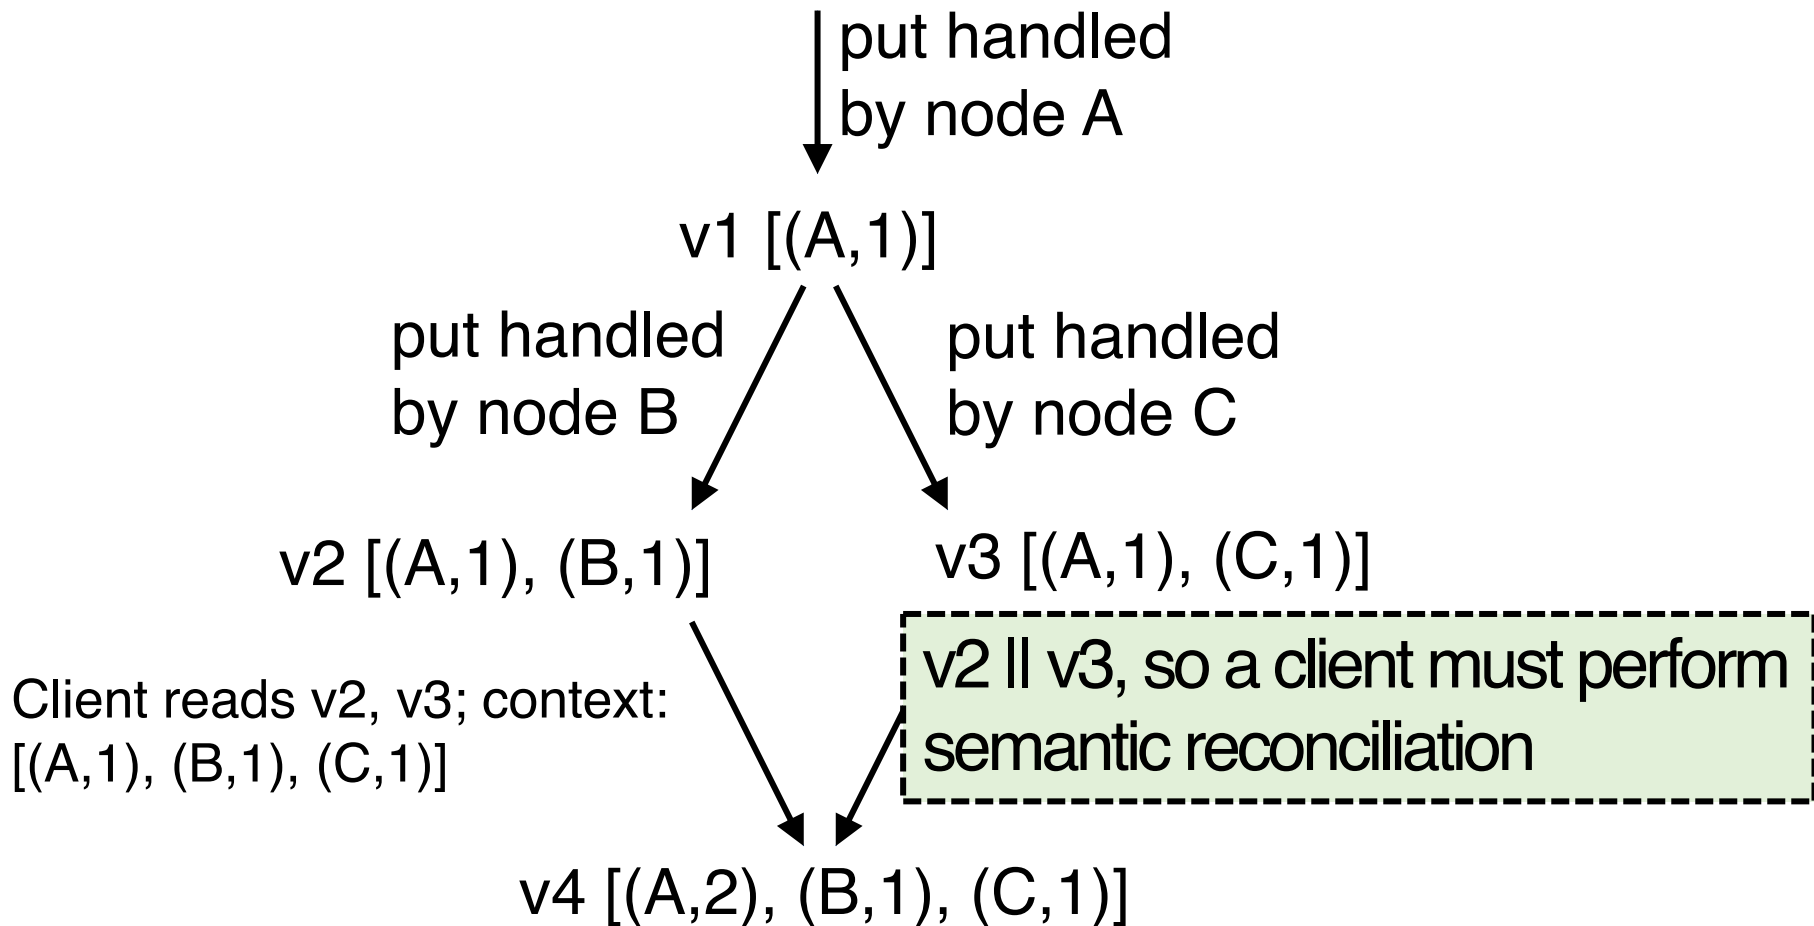 put handled
by node A
v1 [(A,1)]
put handled
by node B
put handled
by node C
v2 [(A,1), (B,1)]
v3 [(A,1), (C,1)]
v2 || v3, so a client must perform
semantic reconciliation
Client reads v2, v3; context:
[(A,1), (B,1), (C,1)]
v4 [(A,2), (B,1), (C,1)]